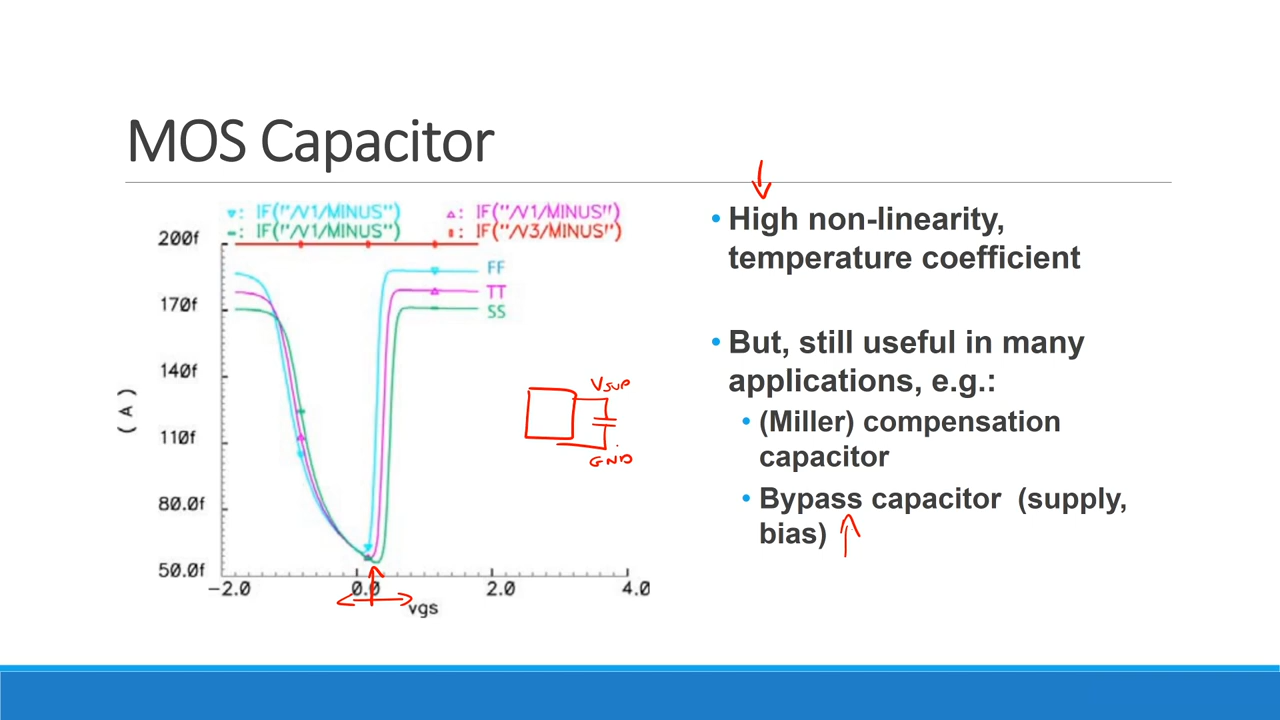 MOS Capacitor
▼: IF("/V1/MINUS") ▲: IF("/V1/MINUS")
-: IF("/V1/MINUS") ▪: IF("/V3/MINUS")
200f
FF
TT
170f
SS
140f
( A )
110f
80.0f
50.0f
-2.0 0.0 2.0 4.0
vgs
VSUP
GND
• High non-linearity,
temperature coefficient
• But, still useful in many
applications, e.g.:
• (Miller) compensation
capacitor
• Bypass capacitor (supply,
bias)